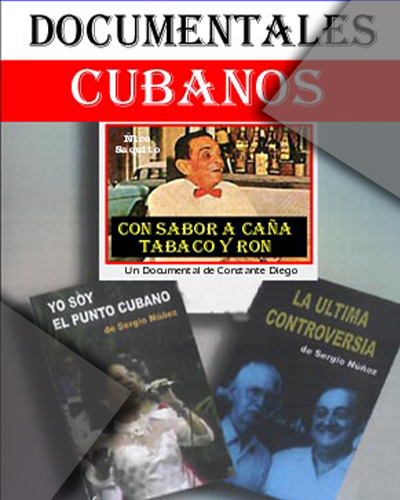 DOCUMENTALES
CUBANOS
Ñico
Saquito
CON SABOR A CAÑA
TABACO Y RON
Un Documental de Constante Diego
YO SOY
EL PUNTO CUBANO
de Sergio Núñez
LA ULTIMA
CONTROVERSIA
de Sergio Núñez